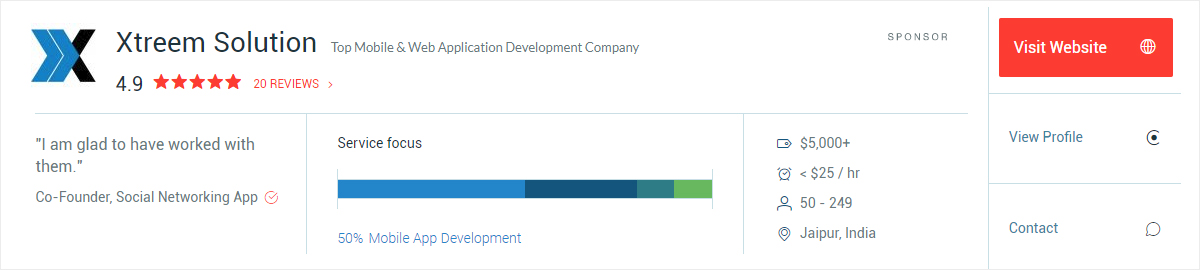 Xtreem Solution Top Mobile & Web Application Development Company
SPONSOR
4.9 20 REVIEWS
"I am glad to have worked with
them."
Co-Founder, Social Networking App
Service focus
50% Mobile App Development
$5,000+
< $25 / hr
50 - 249
Jaipur, India
Visit Website
View Profile
Contact